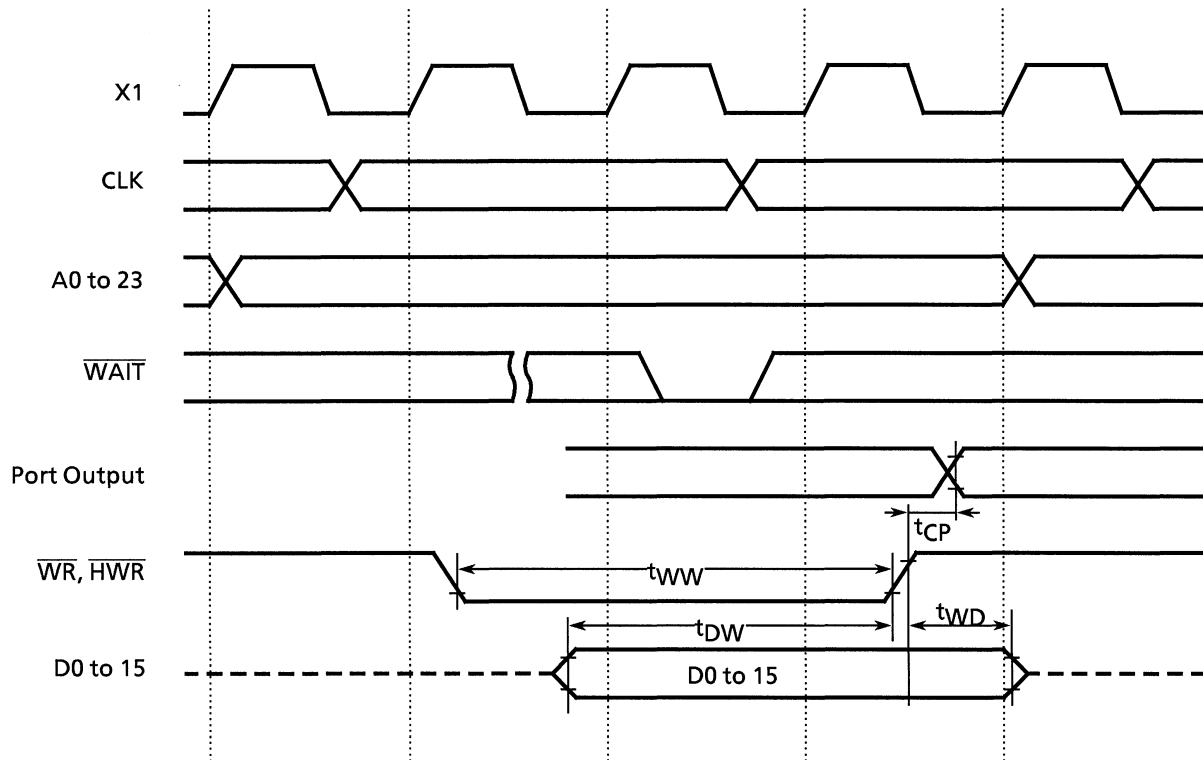 X1
CLK
A0 to 23
WAIT
Port Output
tCP
WR, HWR
tWW
tWD
tDW
D0 to 15
D0 to 15